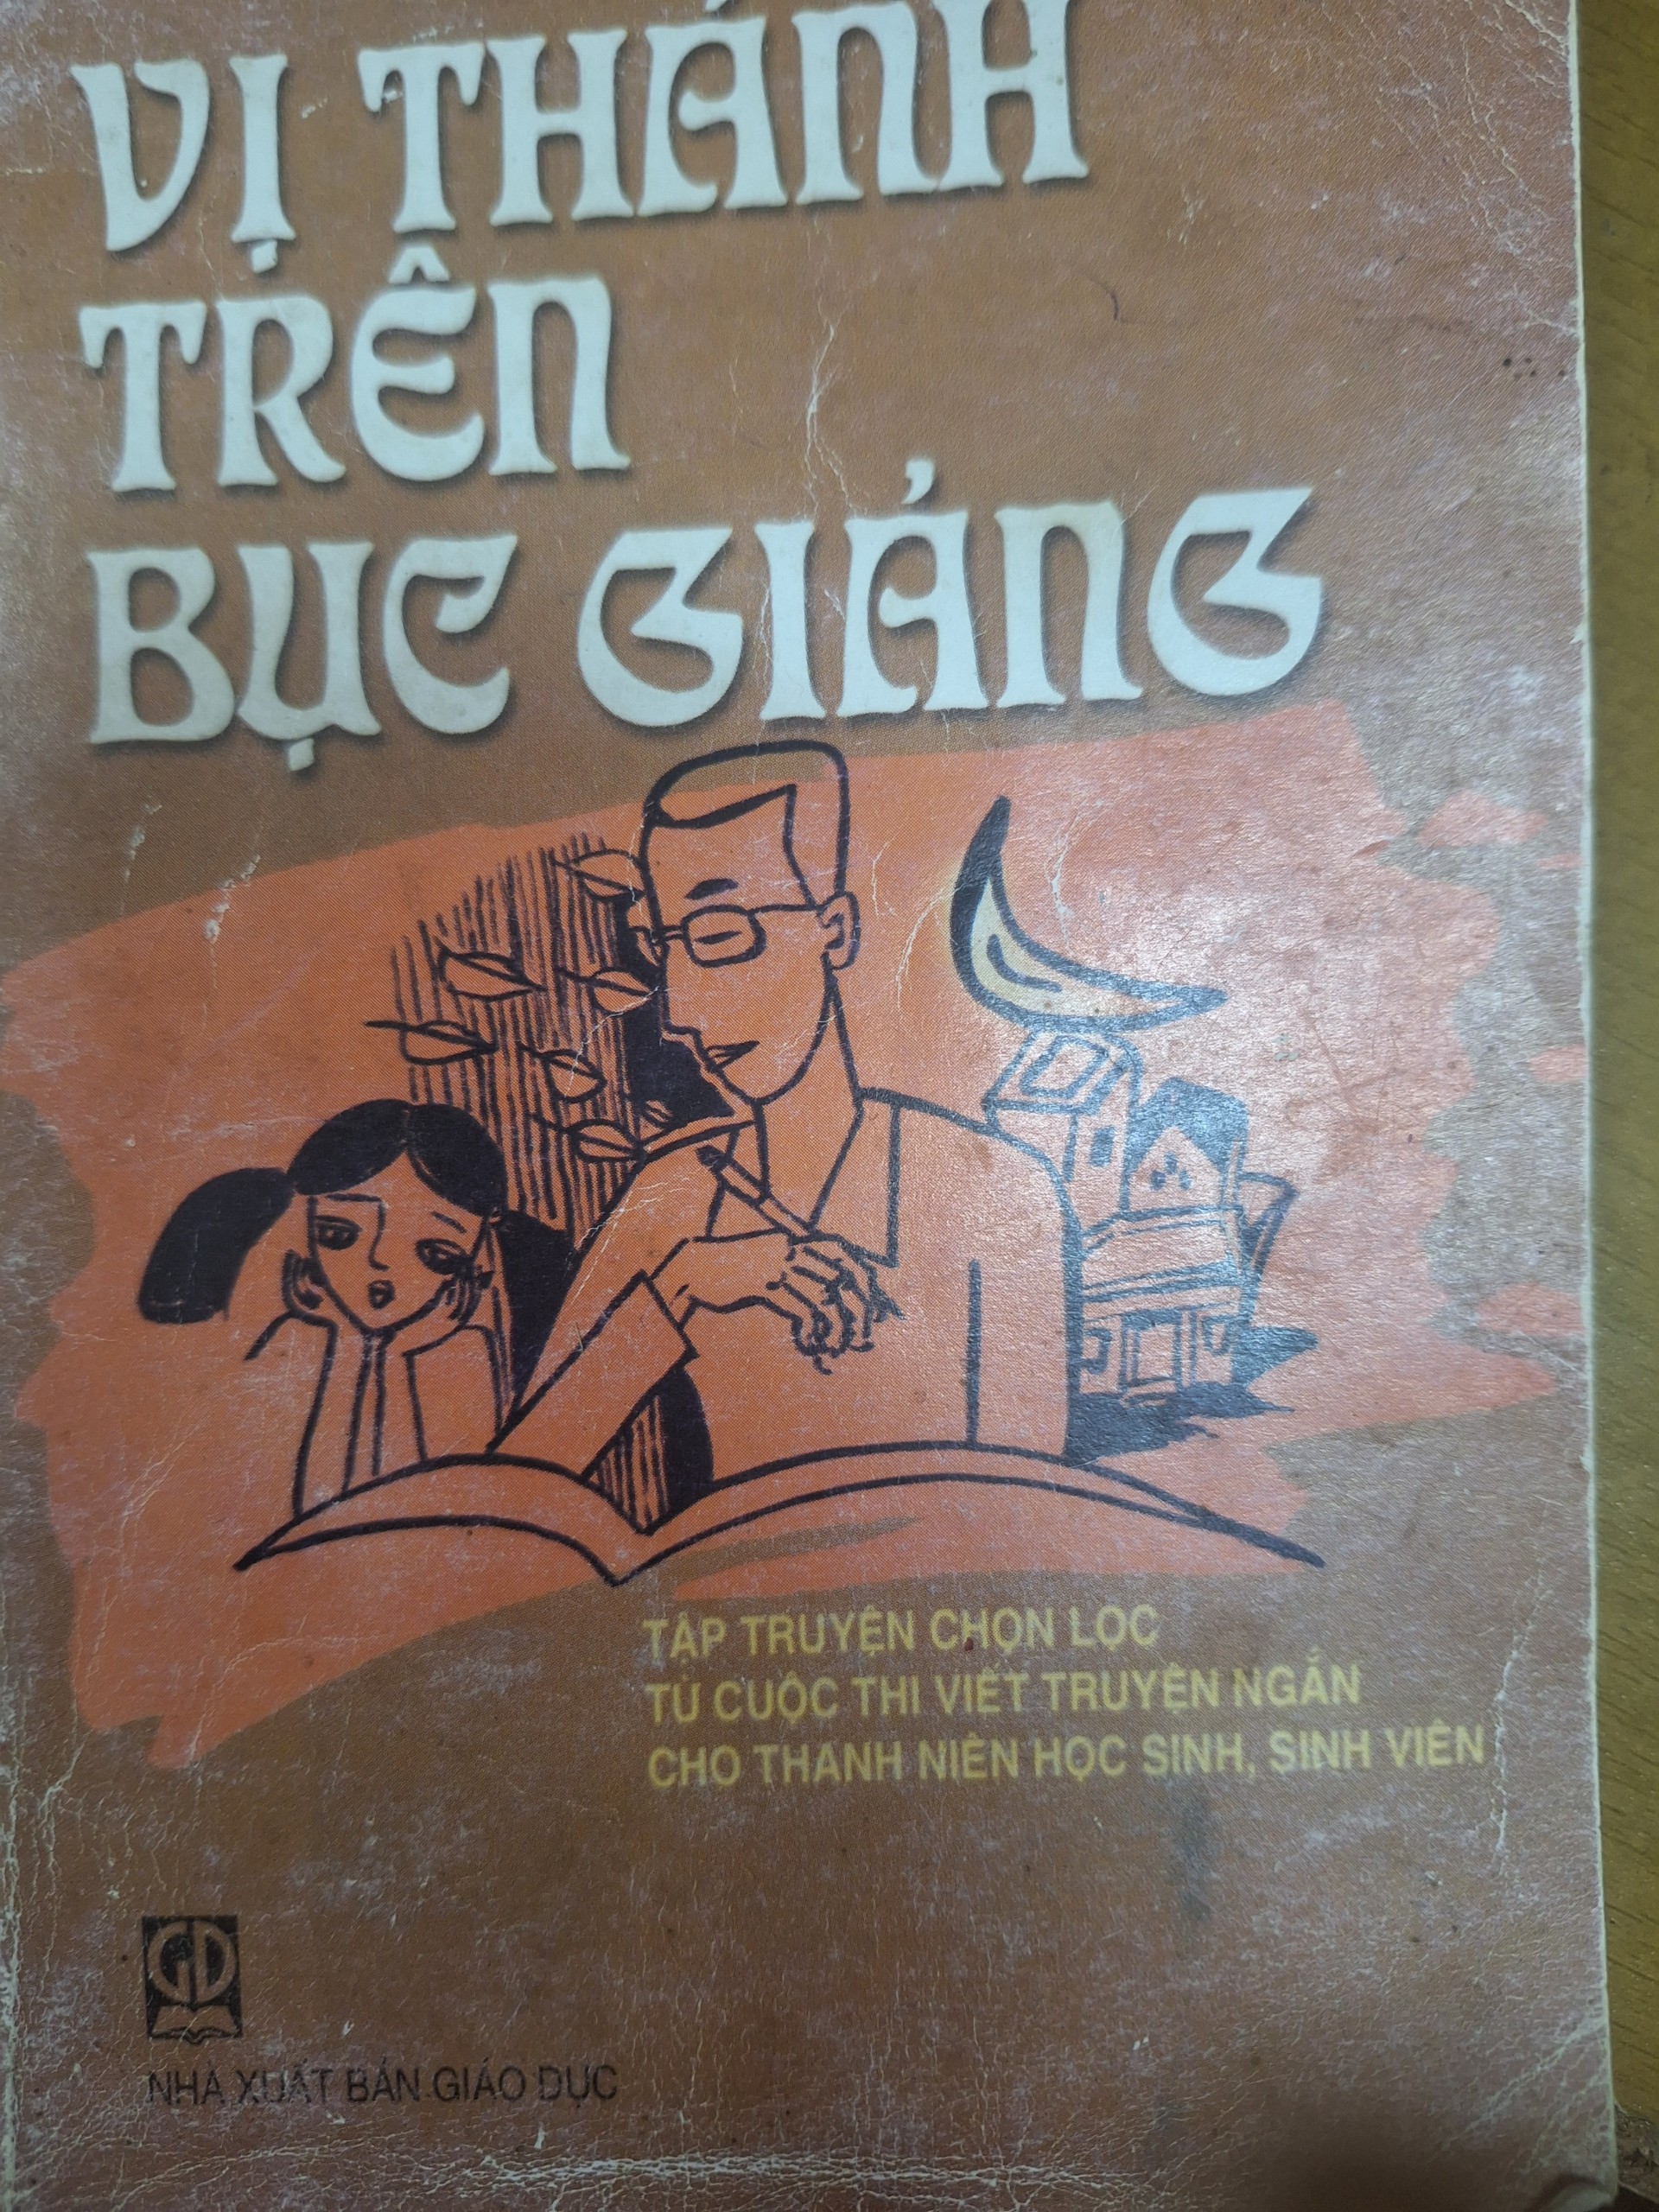 VỊ THÁNH
TRÊN
BỤC GIẢNG
TẬP TRUYỆN CHỌN LỌC
TỪ CUỘC THI VIẾT TRUYỆN NGẮN
CHO THANH NIÊN HỌC SINH, SINH VIÊN
GD
NHÀ XUẤT BẢN GIÁO DỤC